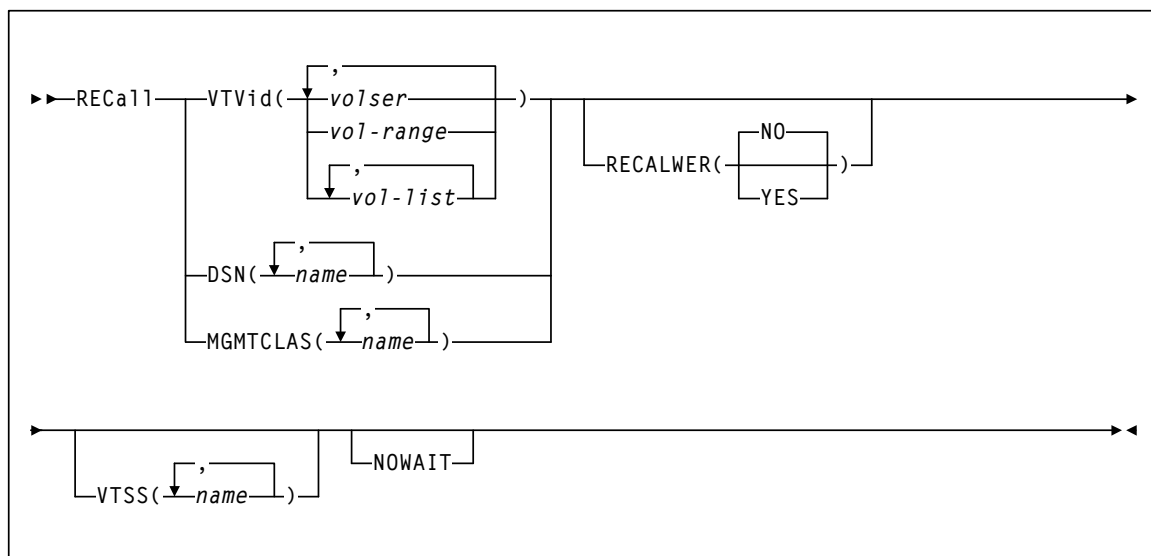 ,
RECall VTVid( volser )
vol-range
,
vol-list
NO
RECALWER( )
YES
,
DSN( name )
,
MGMTCLAS( name )
,
VTSS( name )
NOWAIT